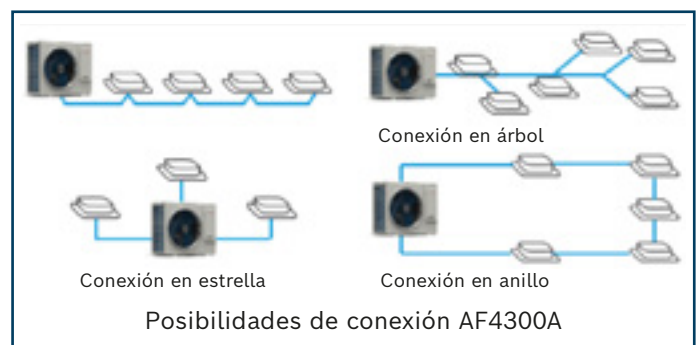 Conexión en árbol
Conexión en estrella
Conexión en anillo
Posibilidades de conexión AF4300A